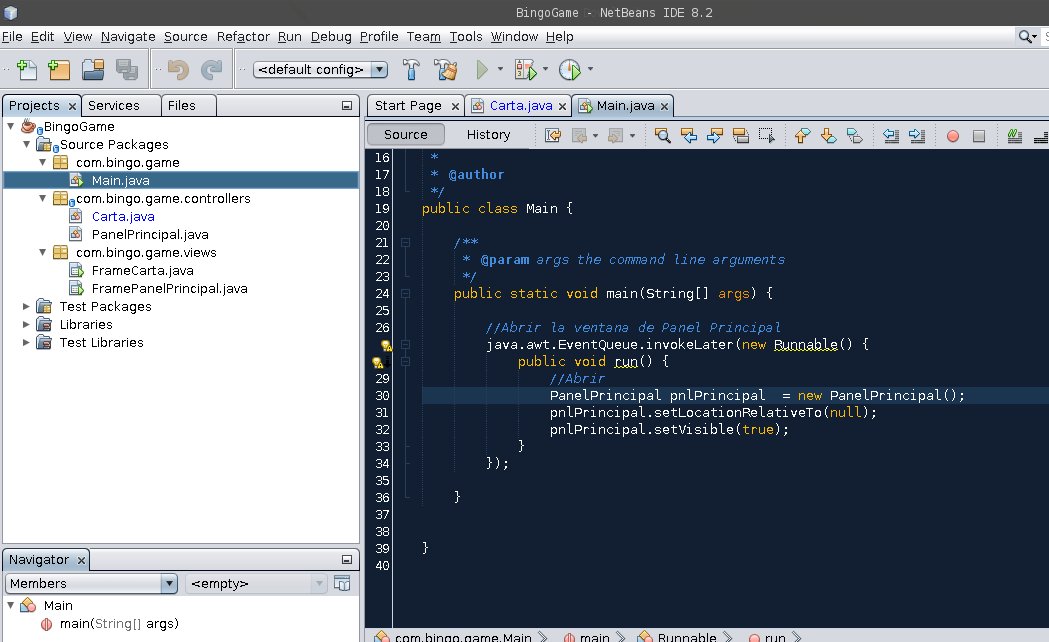 BingoGame - NetBeans IDE 8.2
File Edit View Navigate Source Refactor Run Debug Profile Team Tools Window Help
<default config>
Projects Services Files
Start Page Carta.java Main.java
Source History
BingoGame
Source Packages
com.bingo.game
Main.java
com.bingo.game.controllers
Carta.java
PanelPrincipal.java
com.bingo.game.views
FrameCarta.java
FramePanelPrincipal.java
Test Packages
Libraries
Test Libraries
Navigator
Members <empty>
Main
main(String[] args)
16 *
17 * @author
18 */
19 public class Main {
20
21 /**
22 * @param args the command line arguments
23 */
24 public static void main(String[] args) {
25
26 //Abrir la ventana de Panel Principal
java.awt.EventQueue.invokeLater(new Runnable() {
public void run() {
29 //Abrir
30 PanelPrincipal pnlPrincipal = new PanelPrincipal();
31 pnlPrincipal.setLocationRelativeTo(null);
32 pnlPrincipal.setVisible(true);
33 }
34 });
35
36 }
37
38
39 }
40
com.bingo.game.Main main Runnable run